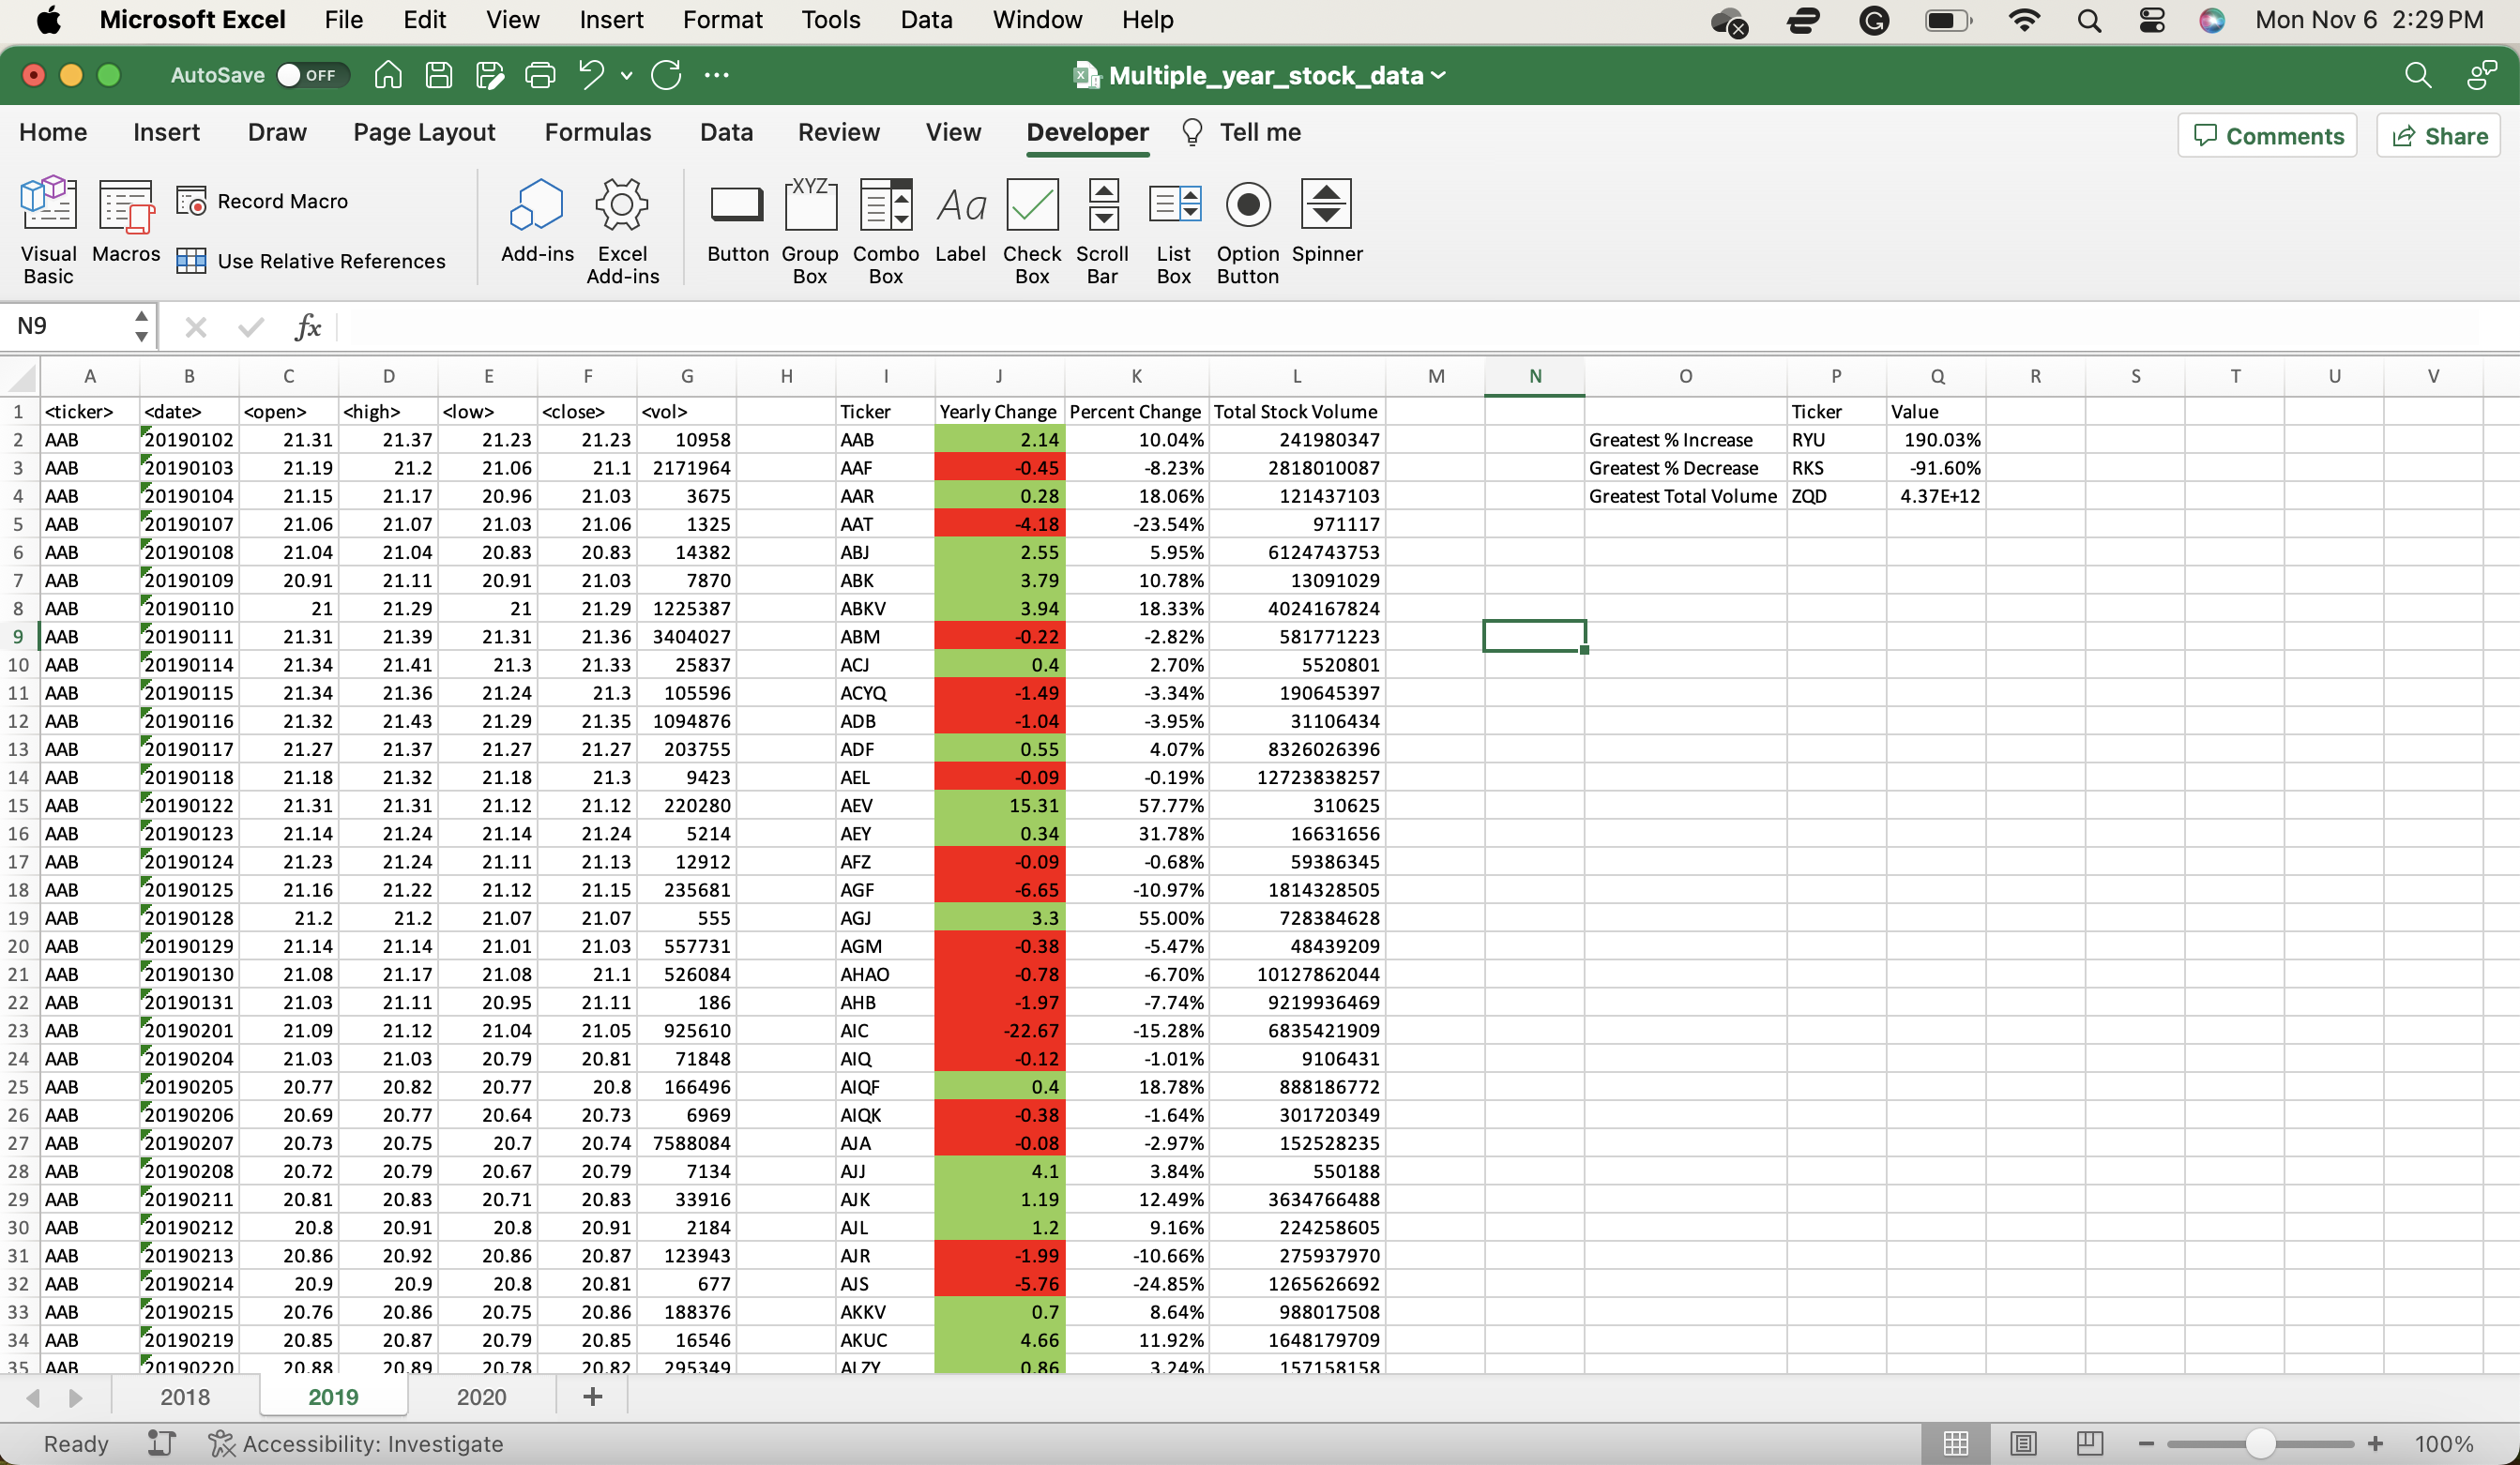 Microsoft Excel File Edit View Insert Format Tools Data Window Help Mon Nov 6 2:29 PM
AutoSave OFF Multiple_year_stock_data
Home Insert Draw Page Layout Formulas Data Review View Developer Tell me Comments Share
Visual Basic Macros Record Macro Use Relative References Add-ins Excel Add-ins Button Group Box Combo Box Label Check Box Scroll Bar List Box Option Button Spinner
N9 fx
A B C D E F G H I J K L M N O P Q R S T U V
1 <ticker> <date> <open> <high> <low> <close> <vol> Ticker Yearly Change Percent Change Total Stock Volume Ticker Value
2 AAB 20190102 21.31 21.37 21.23 21.23 10958 AAB 2.14 10.04% 241980347 Greatest % Increase RYU 190.03%
3 AAB 20190103 21.19 21.2 21.06 21.1 2171964 AAF -0.45 -8.23% 2818010087 Greatest % Decrease RKS -91.60%
4 AAB 20190104 21.15 21.17 20.96 21.03 3675 AAR 0.28 18.06% 121437103 Greatest Total Volume ZQD 4.37E+12
5 AAB 20190107 21.06 21.07 21.03 21.06 1325 AAT -4.18 -23.54% 971117
6 AAB 20190108 21.04 21.04 20.83 20.83 14382 ABJ 2.55 5.95% 6124743753
7 AAB 20190109 20.91 21.11 20.91 21.03 7870 ABK 3.79 10.78% 13091029
8 AAB 20190110 21 21.29 21 21.29 1225387 ABKV 3.94 18.33% 4024167824
9 AAB 20190111 21.31 21.39 21.31 21.36 3404027 ABM -0.22 -2.82% 581771223
10 AAB 20190114 21.34 21.41 21.3 21.33 25837 ACJ 0.4 2.70% 5520801
11 AAB 20190115 21.34 21.36 21.24 21.3 105596 ACYQ -1.49 -3.34% 190645397
12 AAB 20190116 21.32 21.43 21.29 21.35 1094876 ADB -1.04 -3.95% 31106434
13 AAB 20190117 21.27 21.37 21.27 21.27 203755 ADF 0.55 4.07% 8326026396
14 AAB 20190118 21.18 21.32 21.18 21.3 9423 AEL -0.09 -0.19% 12723838257
15 AAB 20190122 21.31 21.31 21.12 21.12 220280 AEV 15.31 57.77% 310625
16 AAB 20190123 21.14 21.24 21.14 21.24 5214 AEY 0.34 31.78% 16631656
17 AAB 20190124 21.23 21.24 21.11 21.13 12912 AFZ -0.09 -0.68% 59386345
18 AAB 20190125 21.16 21.22 21.12 21.15 235681 AGF -6.65 -10.97% 1814328505
19 AAB 20190128 21.2 21.2 21.07 21.07 555 AGJ 3.3 55.00% 728384628
20 AAB 20190129 21.14 21.14 21.01 21.03 557731 AGM -0.38 -5.47% 48439209
21 AAB 20190130 21.08 21.17 21.08 21.1 526084 AHAO -0.78 -6.70% 10127862044
22 AAB 20190131 21.03 21.11 20.95 21.11 186 AHB -1.97 -7.74% 9219936469
23 AAB 20190201 21.09 21.12 21.04 21.05 925610 AIC -22.67 -15.28% 6835421909
24 AAB 20190204 21.03 21.03 20.79 20.81 71848 AIQ -0.12 -1.01% 9106431
25 AAB 20190205 20.77 20.82 20.77 20.8 166496 AIQF 0.4 18.78% 888186772
26 AAB 20190206 20.69 20.77 20.64 20.73 6969 AIQK -0.38 -1.64% 301720349
27 AAB 20190207 20.73 20.75 20.7 20.74 7588084 AJA -0.08 -2.97% 152528235
28 AAB 20190208 20.72 20.79 20.67 20.79 7134 AJJ 4.1 3.84% 550188
29 AAB 20190211 20.81 20.83 20.71 20.83 33916 AJK 1.19 12.49% 3634766488
30 AAB 20190212 20.8 20.91 20.8 20.91 2184 AJL 1.2 9.16% 224258605
31 AAB 20190213 20.86 20.92 20.86 20.87 123943 AJR -1.99 -10.66% 275937970
32 AAB 20190214 20.9 20.9 20.8 20.81 677 AJS -5.76 -24.85% 1265626692
33 AAB 20190215 20.76 20.86 20.75 20.86 188376 AKKV 0.7 8.64% 988017508
34 AAB 20190219 20.85 20.87 20.79 20.85 16546 AKUC 4.66 11.92% 1648179709
35 AAB 20190220 20.88 20.89 20.78 20.82 295349 ALZY 0.86 3.24% 157158158
2018 2019 2020 +
Ready Accessibility: Investigate 100%